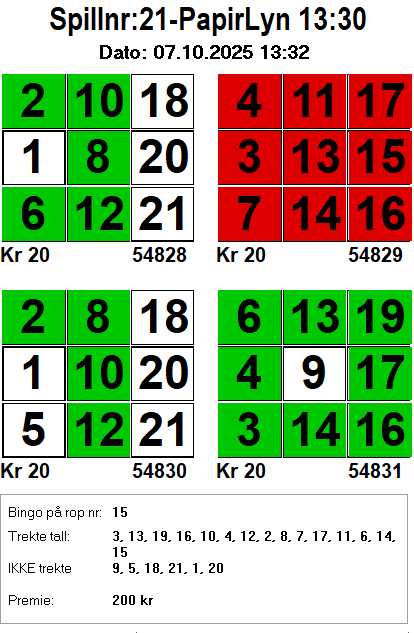 Spillnr:21-PapirLyn 13:30
Dato: 07.10.2025 13:32
2 10 18 4 11 17
1 8 20 3 13 15
6 12 21 7 14 16
Kr 20 54828 Kr 20 54829
2 8 18 6 13 19
1 10 20 4 9 17
5 12 21 3 14 16
Kr 20 54830 Kr 20 54831
Bingo på rop nr: 15
Trekte tall: 3, 13, 19, 16, 10, 4, 12, 2, 8, 7, 17, 11, 6, 14,
15
IKKE trekte 9, 5, 18, 21, 1, 20
Premie: 200 kr